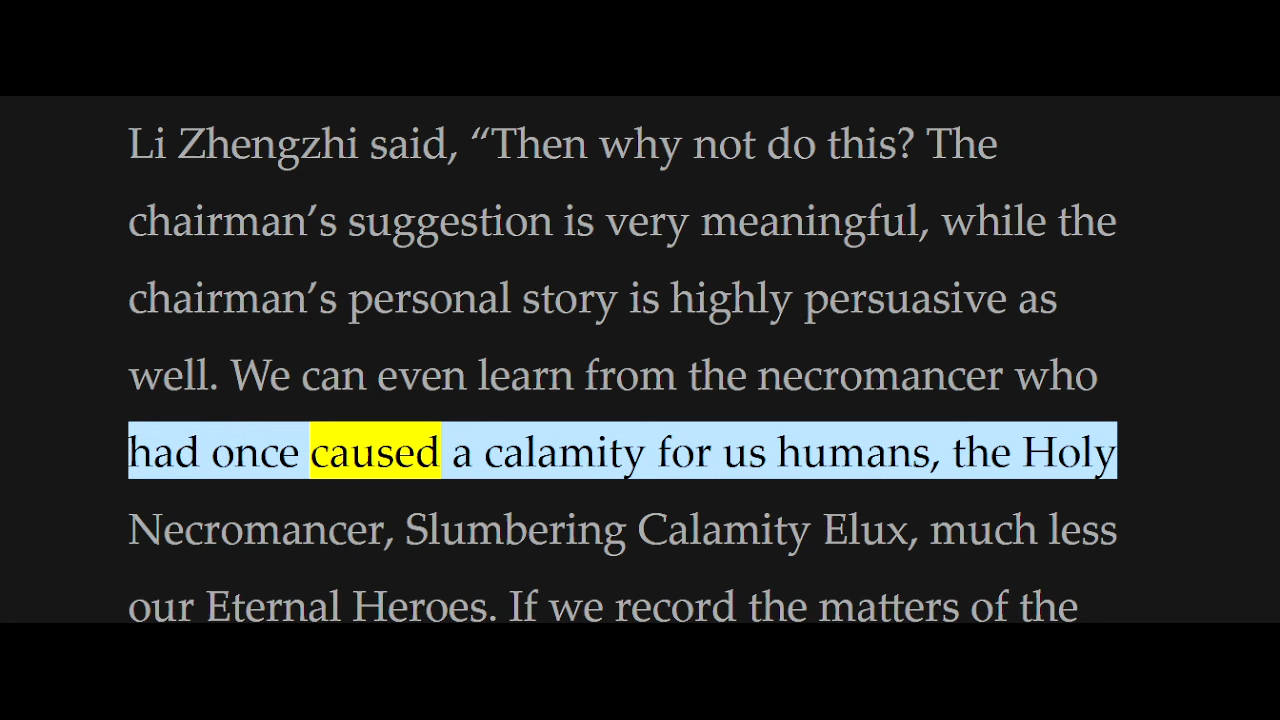 Li Zhengzhi said, “Then why not do this? The
chairman’s suggestion is very meaningful, while the
chairman’s personal story is highly persuasive as
well. We can even learn from the necromancer who
had once caused a calamity for us humans, the Holy
Necromancer, Slumbering Calamity Elux, much less
our Eternal Heroes. If we record the matters of the